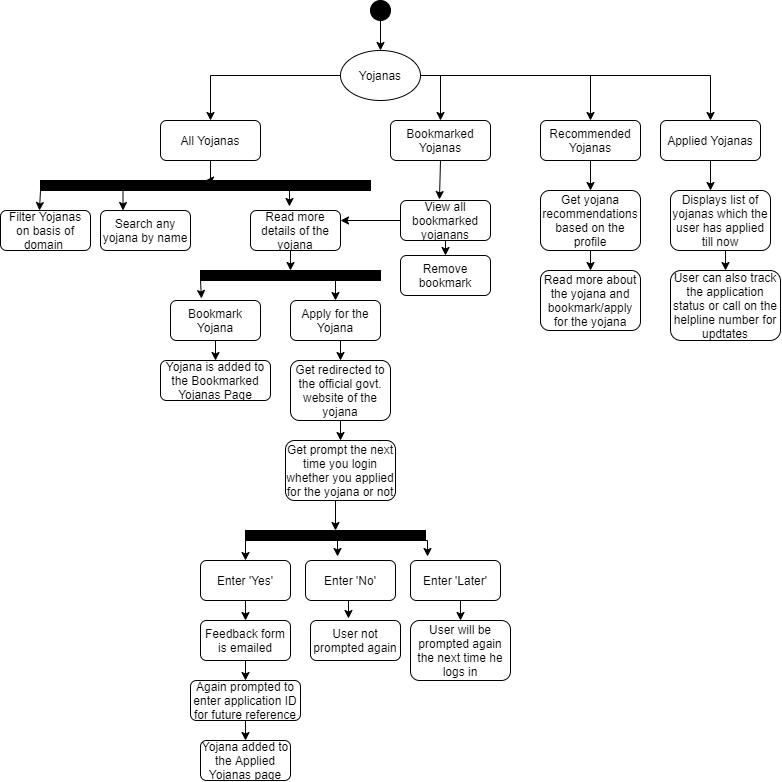 Yojanas
All Yojanas
Bookmarked
Yojanas
Recommended
Yojanas
Applied Yojanas
Filter Yojanas
on basis of
domain
Search any
yojana by name
Read more
details of the
yojana
View all
bookmarked
yojanans
Remove
bookmark
Get yojana
recommendations
based on the
profile
Displays list of
yojanas which the
user has applied
till now
Read more about
the yojana and
bookmark/apply
for the yojana
User can also track
the application
status or call on the
helpline number for
updtates
Bookmark
Yojana
Apply for the
Yojana
Yojana is added to
the Bookmarked
Yojanas Page
Get redirected to
the official govt.
website of the
yojana
Get prompt the next
time you login
whether you applied
for the yojana or not
Enter 'Yes'
Enter 'No'
Enter 'Later'
Feedback form
is emailed
User not
prompted again
User will be
prompted again
the next time he
logs in
Again prompted to
enter application ID
for future reference
Yojana added to
the Applied
Yojanas page